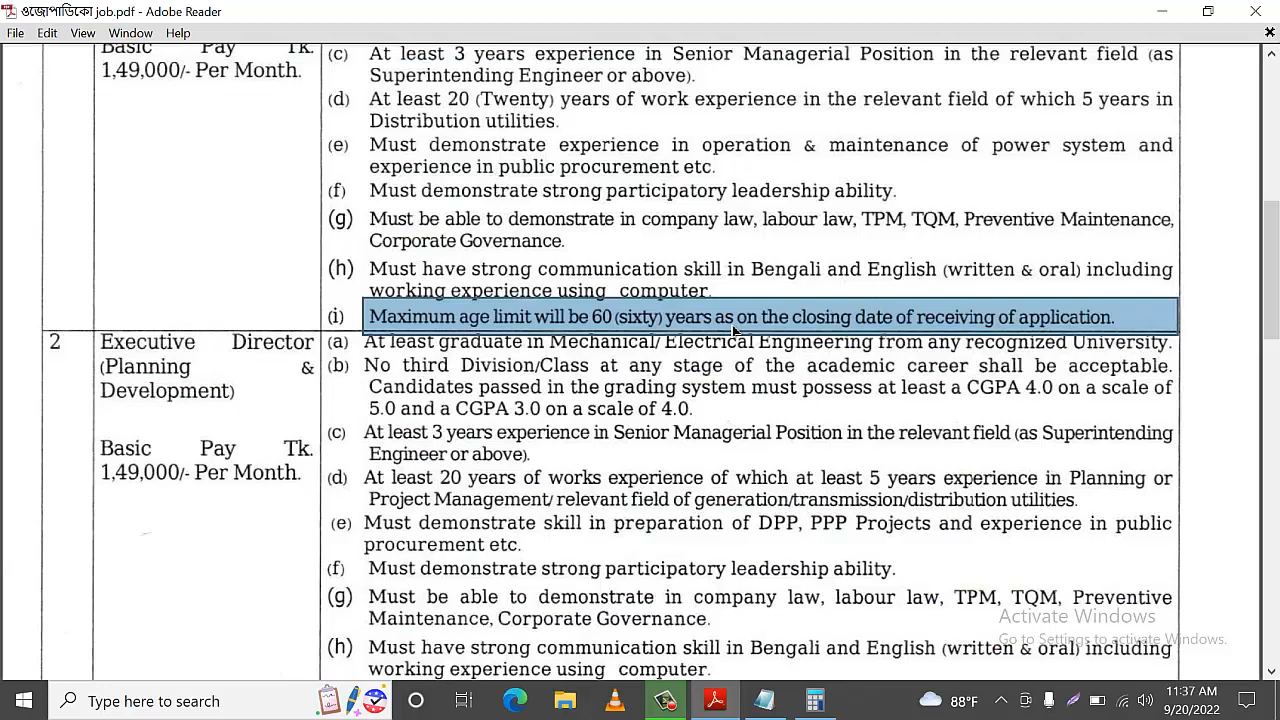 ওজোপাডিকো job.pdf - Adobe Reader
File Edit View Window Help
Basic Pay Tk.
1,49,000/- Per Month.
(c) At least 3 years experience in Senior Managerial Position in the relevant field (as
Superintending Engineer or above).
(d) At least 20 (Twenty) years of work experience in the relevant field of which 5 years in
Distribution utilities.
(e) Must demonstrate experience in operation & maintenance of power system and
experience in public procurement etc.
(f) Must demonstrate strong participatory leadership ability.
(g) Must be able to demonstrate in company law, labour law, TPM, TQM, Preventive Maintenance,
Corporate Governance.
(h) Must have strong communication skill in Bengali and English (written & oral) including
working experience using computer.
(i) Maximum age limit will be 60 (sixty) years as on the closing date of receiving of application.
2 Executive Director
(Planning &
Development)
Basic Pay Tk.
1,49,000/- Per Month.
(a) At least graduate in Mechanical/ Electrical Engineering from any recognized University.
(b) No third Division/Class at any stage of the academic career shall be acceptable.
Candidates passed in the grading system must possess at least a CGPA 4.0 on a scale of
5.0 and a CGPA 3.0 on a scale of 4.0.
(c) At least 3 years experience in Senior Managerial Position in the relevant field (as Superintending
Engineer or above).
(d) At least 20 years of works experience of which at least 5 years experience in Planning or
Project Management/ relevant field of generation/transmission/distribution utilities.
(e) Must demonstrate skill in preparation of DPP, PPP Projects and experience in public
procurement etc.
(f) Must demonstrate strong participatory leadership ability.
(g) Must be able to demonstrate in company law, labour law, TPM, TQM, Preventive
Maintenance, Corporate Governance.
(h) Must have strong communication skill in Bengali and English (written & oral) including
working experience using computer.
Activate Windows
Go to Settings to activate Windows.
Type here to search
88°F
11:37 AM
9/20/2022